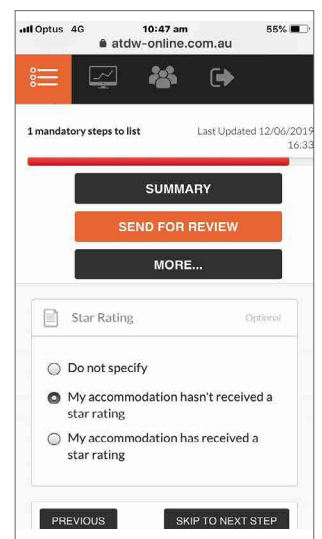 Optus 4G 10:47 am 55%
atdw-online.com.au
1 mandatory steps to list Last Updated 12/06/2019
16:33
SUMMARY
SEND FOR REVIEW
MORE...
Star Rating Optional
Do not specify
My accommodation hasn't received a
star rating
My accommodation has received a
star rating
PREVIOUS SKIP TO NEXT STEP